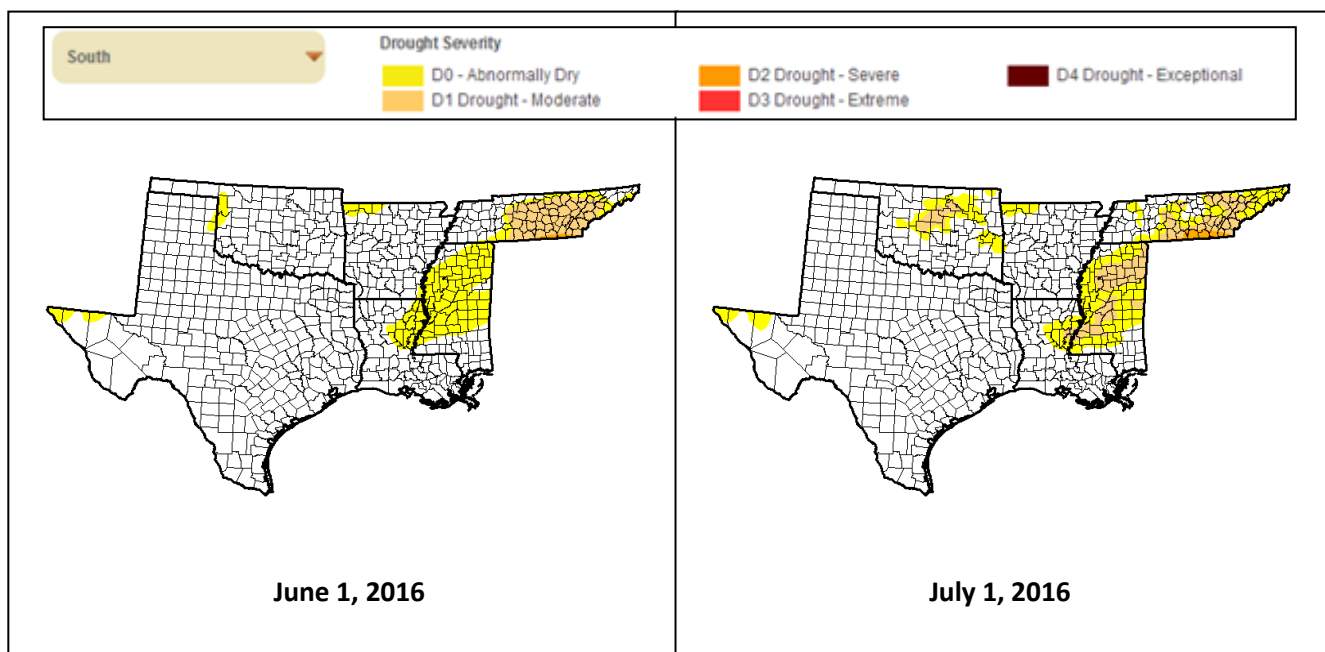 South
Drought Severity
D0 - Abnormally Dry
D1 Drought - Moderate
D2 Drought - Severe
D3 Drought - Extreme
D4 Drought - Exceptional
June 1, 2016
July 1, 2016